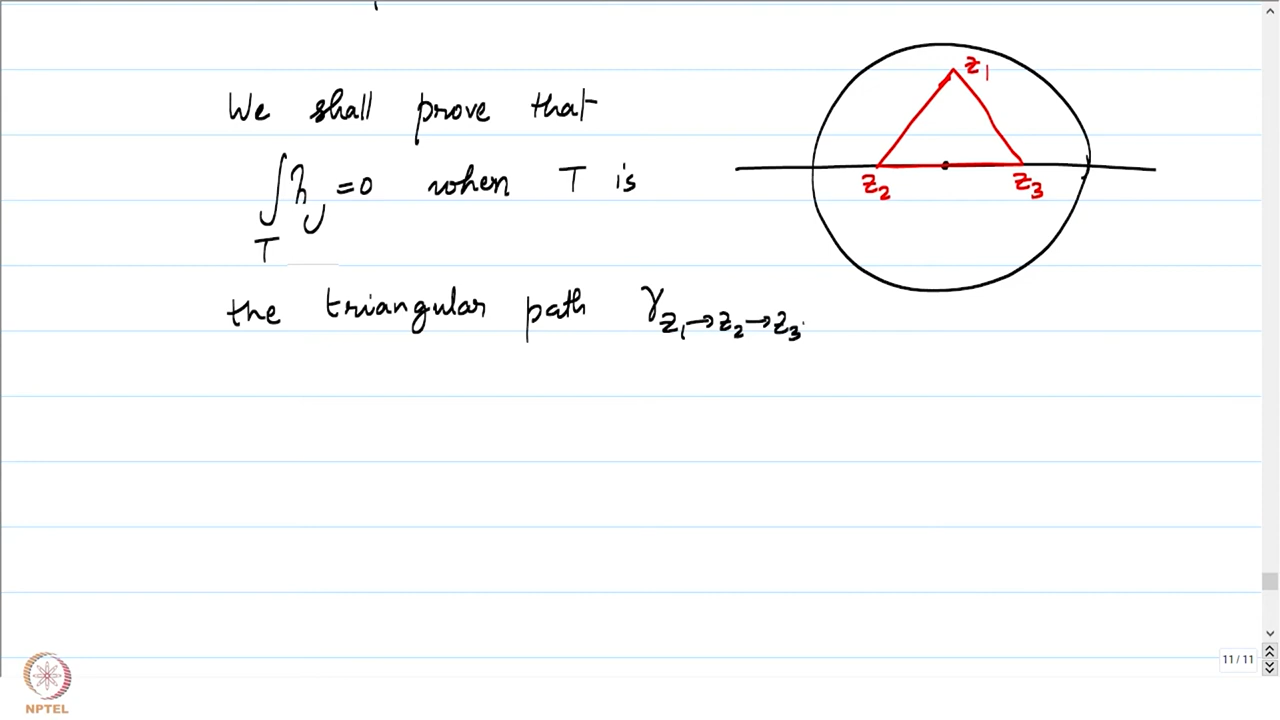 We shall prove that
∫_T h = 0 when T is
the triangular path γ_{z₁→z₂→z₃}.
z₁
z₂
z₃
11 / 11
NPTEL